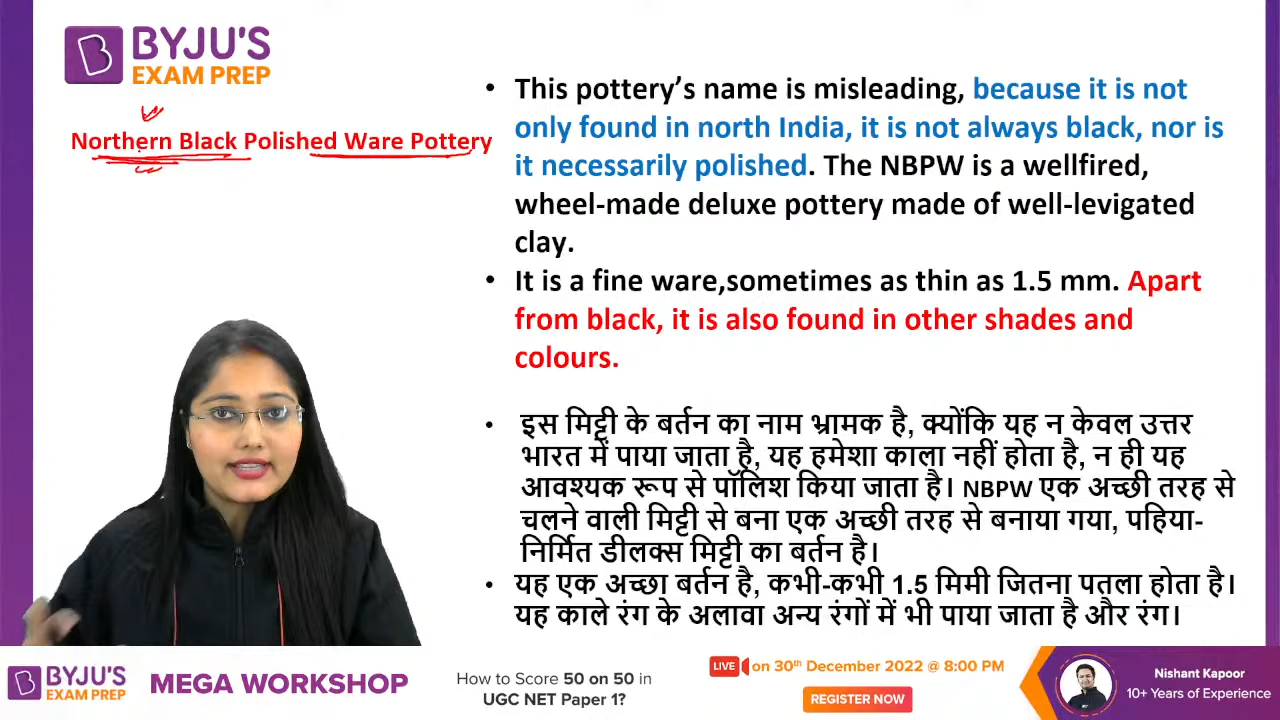 BYJU'S
EXAM PREP
Northern Black Polished Ware Pottery
• This pottery’s name is misleading, because it is not
only found in north India, it is not always black, nor is
it necessarily polished. The NBPW is a wellfired,
wheel-made deluxe pottery made of well-levigated
clay.
• It is a fine ware,sometimes as thin as 1.5 mm. Apart
from black, it is also found in other shades and
colours.
• इस मिट्टी के बर्तन का नाम भ्रामक है, क्योंकि यह न केवल उत्तर
भारत में पाया जाता है, यह हमेशा काला नहीं होता है, न ही यह
आवश्यक रूप से पॉलिश किया जाता है। NBPW एक अच्छी तरह से
चलने वाली मिट्टी से बना एक अच्छी तरह से बनाया गया, पहिया-
निर्मित डीलक्स मिट्टी का बर्तन है।
• यह एक अच्छा बर्तन है, कभी-कभी 1.5 मिमी जितना पतला होता है।
यह काले रंग के अलावा अन्य रंगों में भी पाया जाता है और रंग।
BYJU'S
EXAM PREP
MEGA WORKSHOP
How to Score 50 on 50 in
UGC NET Paper 1?
LIVE on 30th December 2022 @ 8:00 PM
REGISTER NOW
Nishant Kapoor
10+ Years of Experience